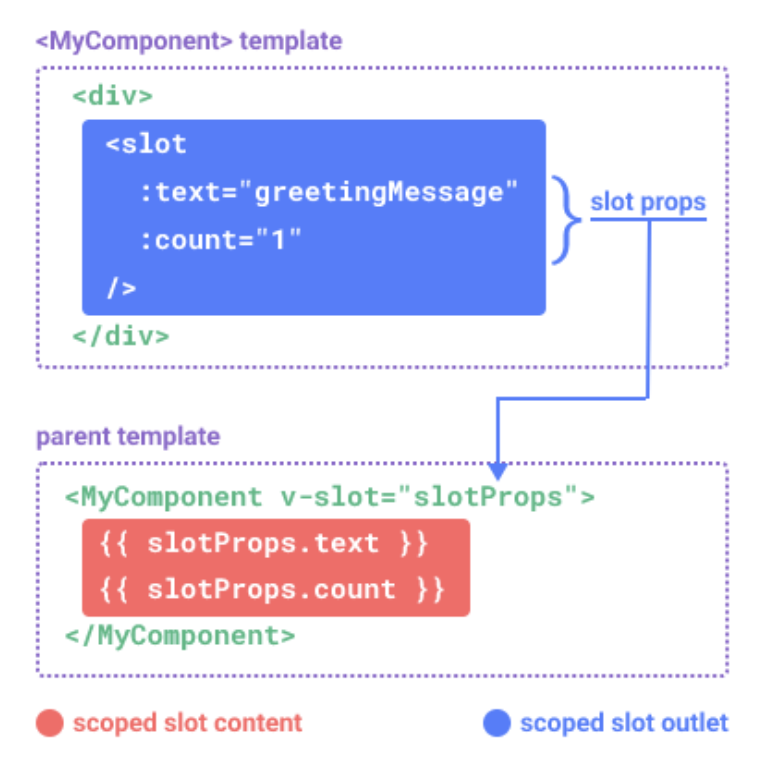 <MyComponent> template
<div>
<slot
:text="greetingMessage"
:count="1"
/>
slot props
</div>
parent template
<MyComponent v-slot="slotProps">
{{ slotProps.text }}
{{ slotProps.count }}
</MyComponent>
scoped slot content
scoped slot outlet